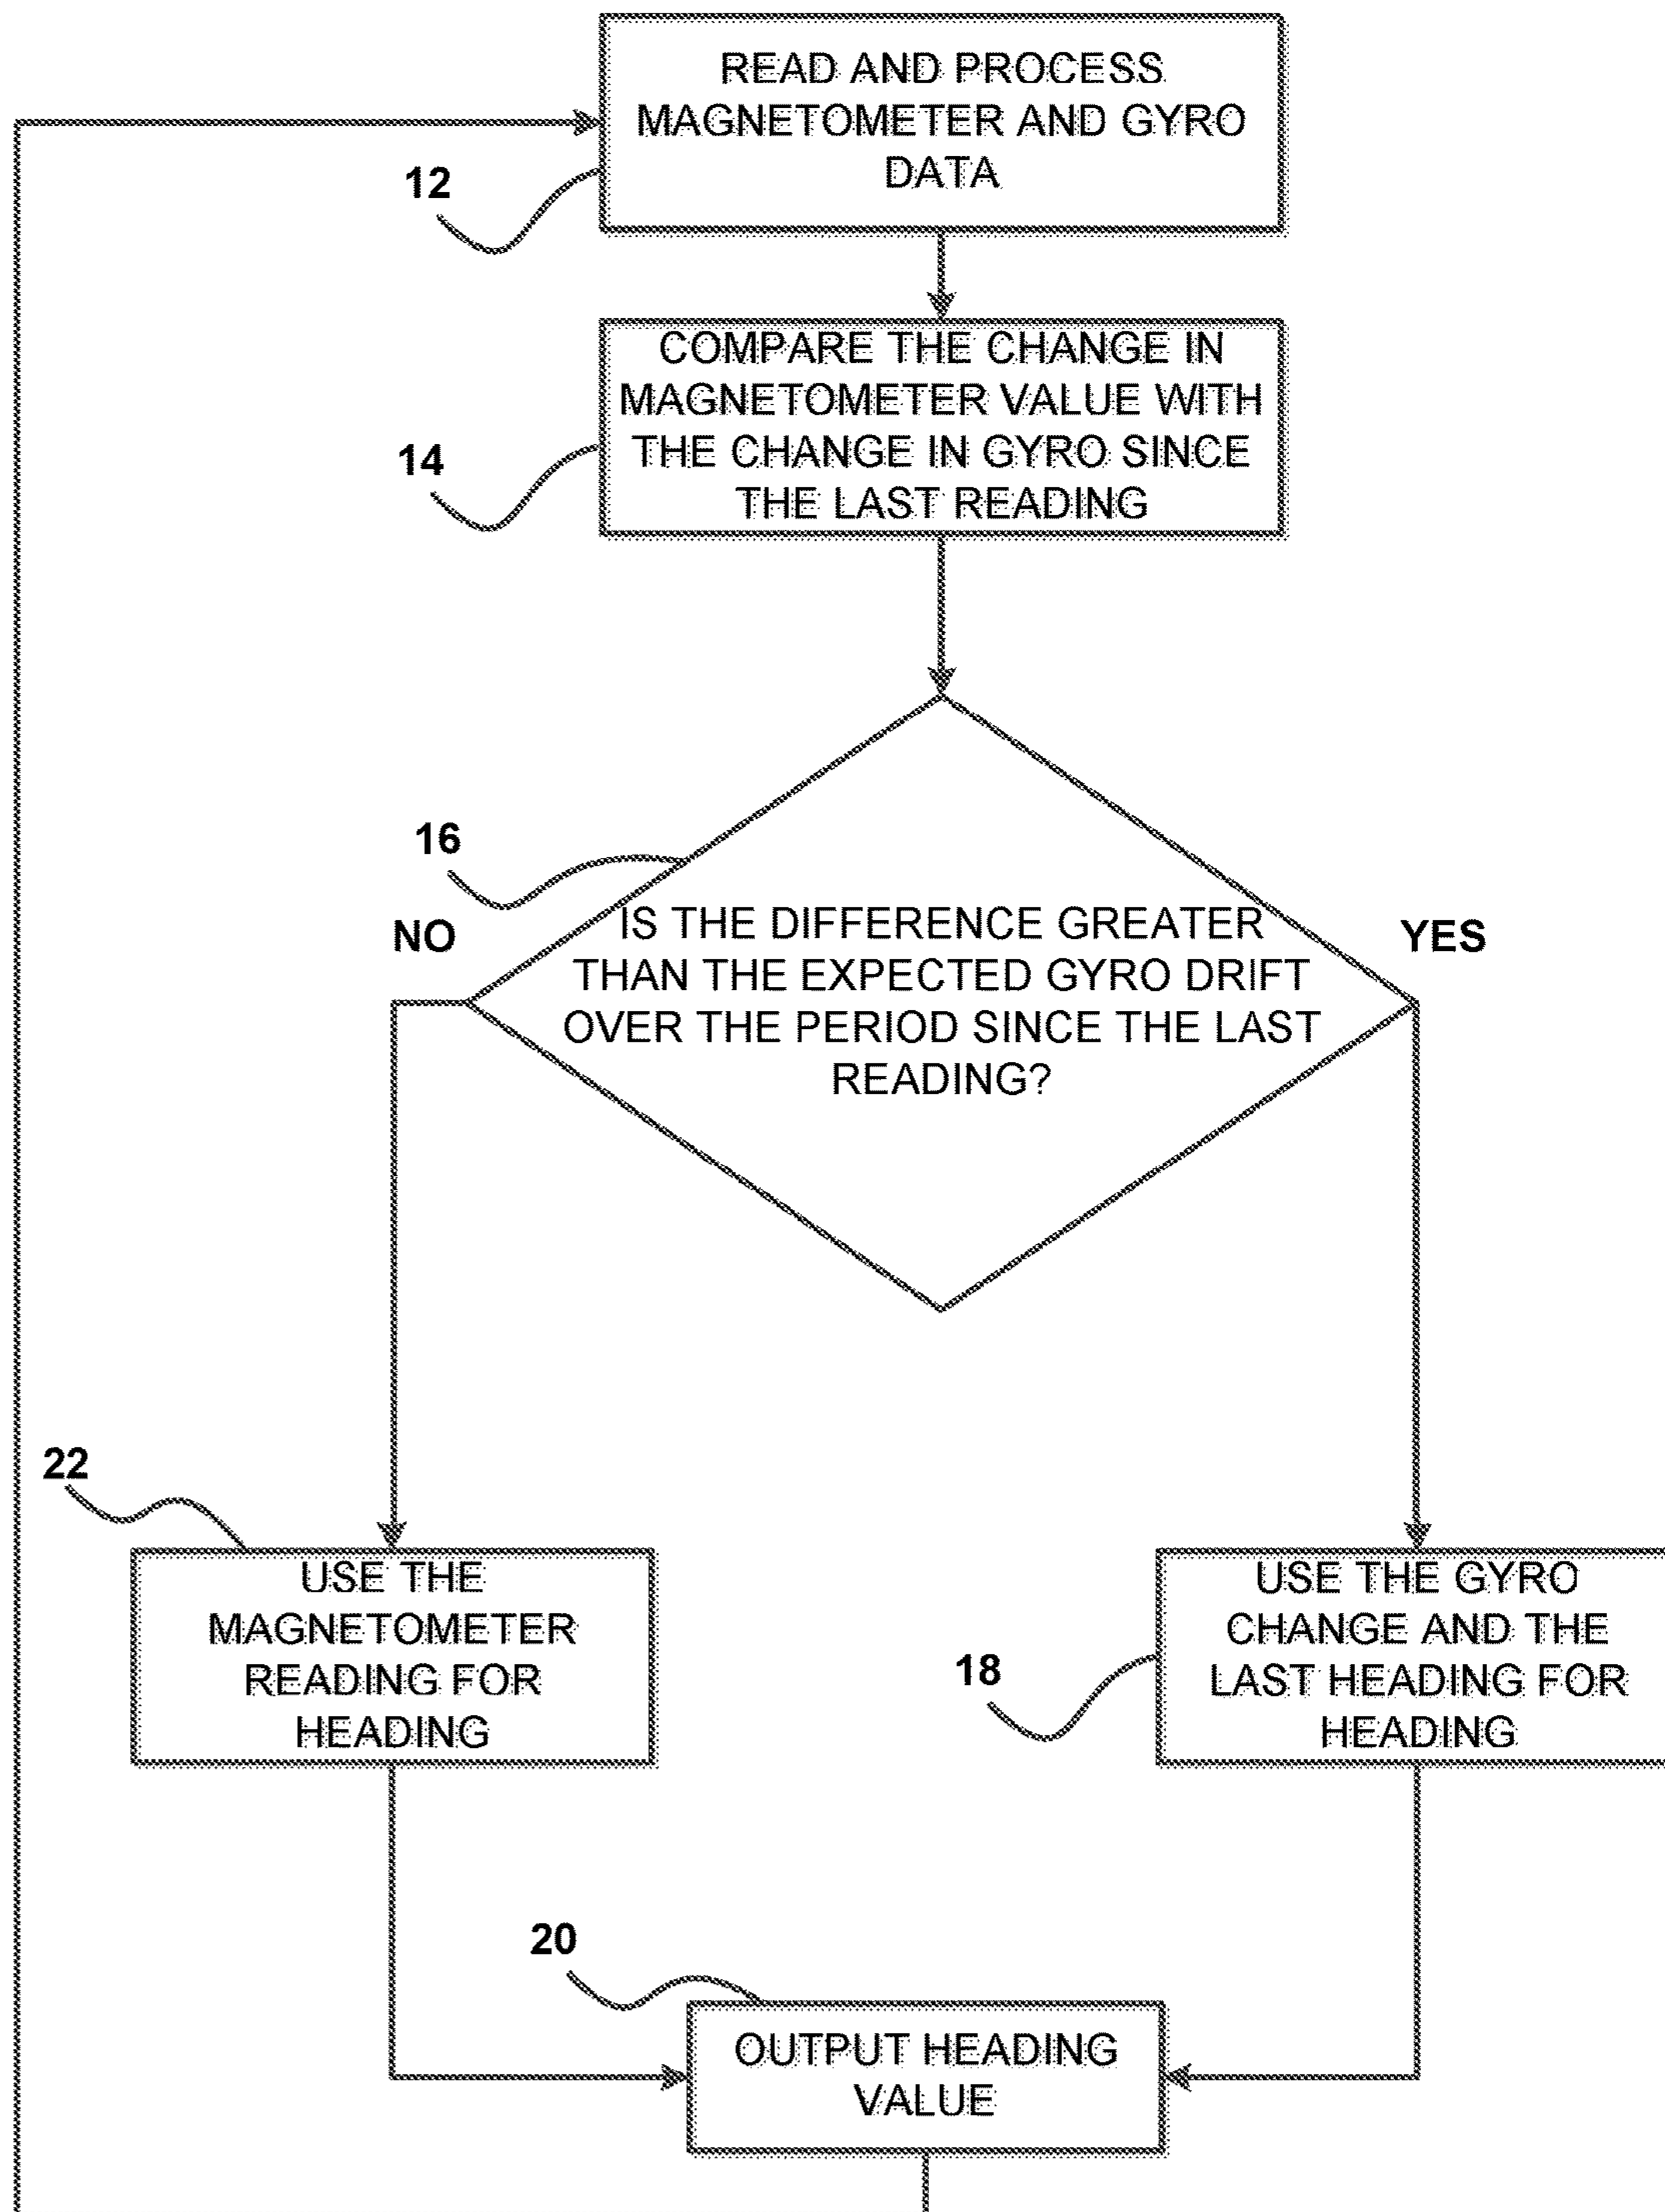 READ AND PROCESS
MAGNETOMETER AND GYRO
DATA
12
COMPARE THE CHANGE IN
MAGNETOMETER VALUE WITH
THE CHANGE IN GYRO SINCE
THE LAST READING
14
16
NO
IS THE DIFFERENCE GREATER
THAN THE EXPECTED GYRO DRIFT
OVER THE PERIOD SINCE THE LAST
READING?
YES
22
USE THE
MAGNETOMETER
READING FOR
HEADING
18
USE THE GYRO
CHANGE AND THE
LAST HEADING FOR
HEADING
20
OUTPUT HEADING
VALUE